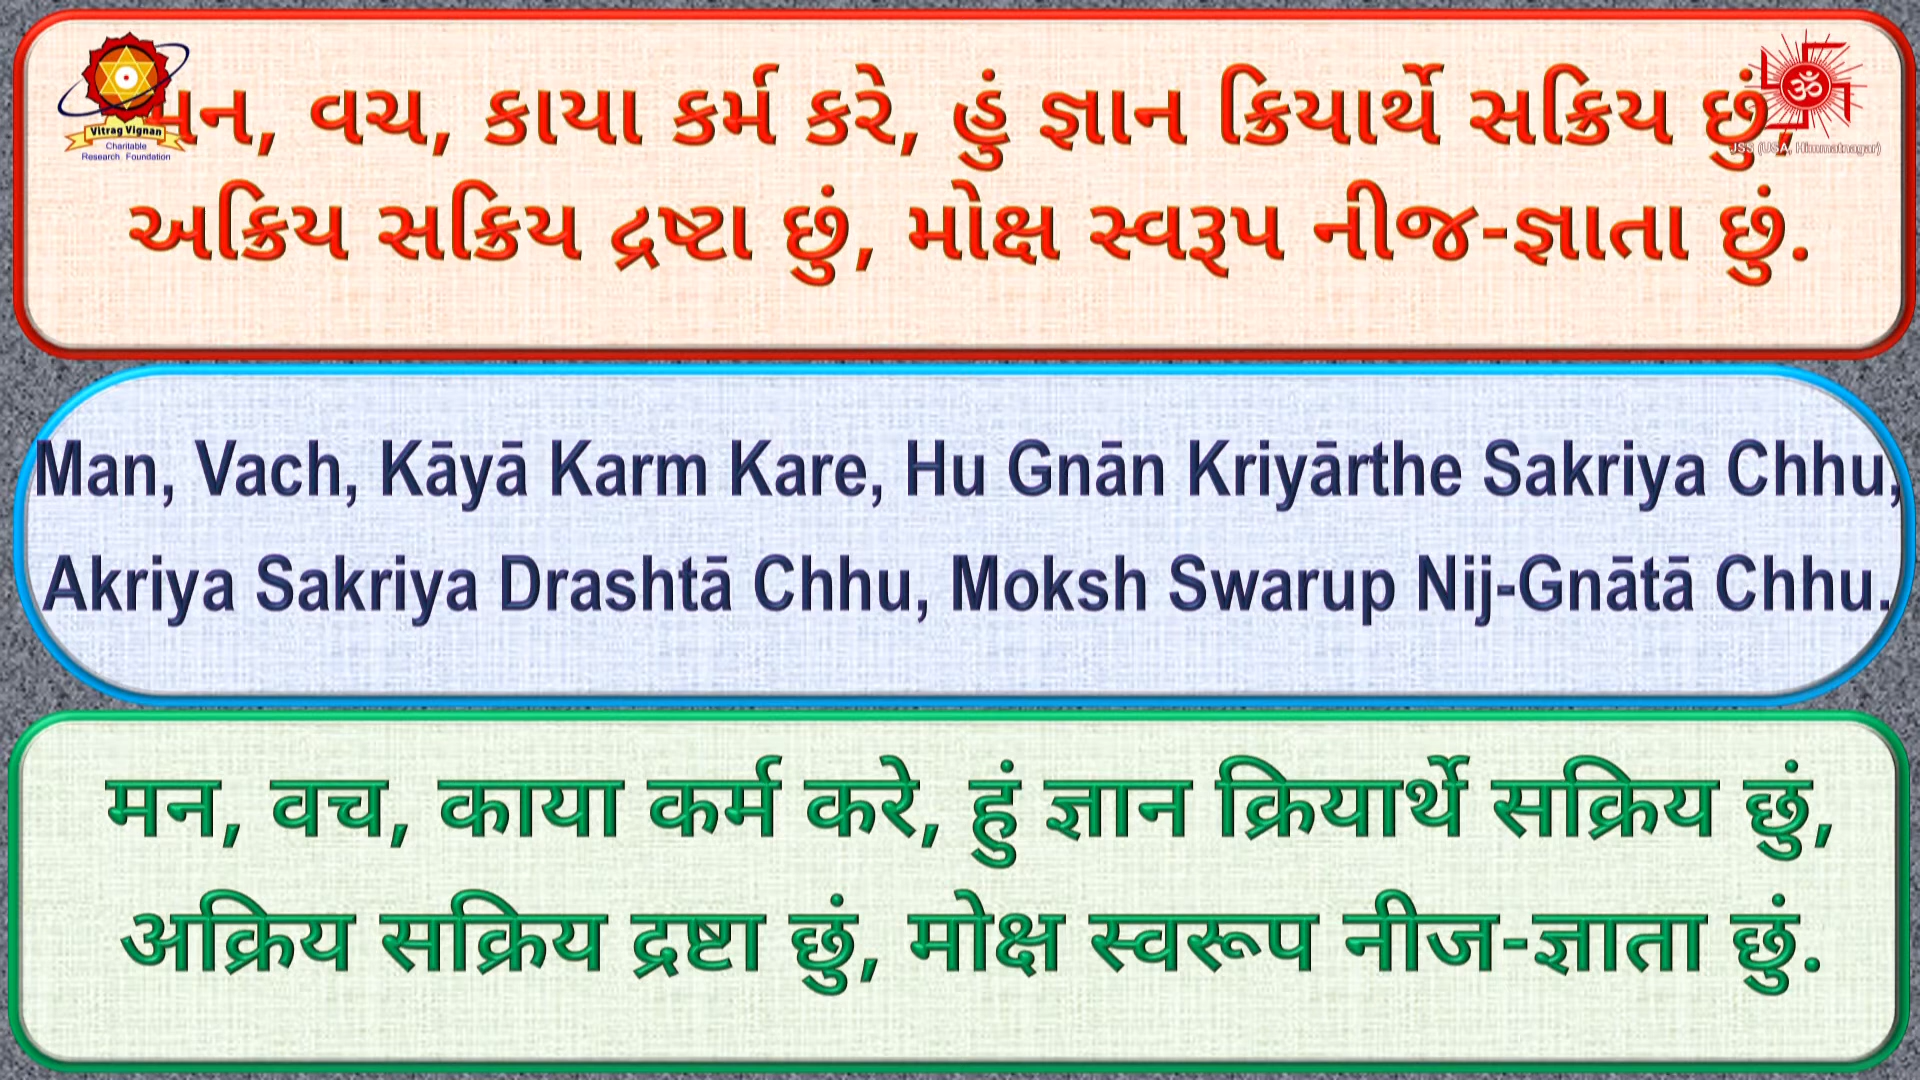 Vitrag Vignan
Charitable
Research Foundation
ૐ
JSS (USA, Himmatnagar)
મન, વચ, કાયા કર્મ કરે, હું જ્ઞાન ક્રિયાર્થે સક્રિય છું,
અક્રિય સક્રિય દ્રષ્ટા છું, મોક્ષ સ્વરૂપ નીજ-જ્ઞાતા છું.
Man, Vach, Kāyā Karm Kare, Hu Gnān Kriyārthe Sakriya Chhu,
Akriya Sakriya Drashtā Chhu, Moksh Swarup Nij-Gnātā Chhu.
मन, वच, काया कर्म करे, हुं ज्ञान क्रियार्थे सक्रिय छुं,
अक्रिय सक्रिय द्रष्टा छुं, मोक्ष स्वरूप नीज-ज्ञाता छुं.